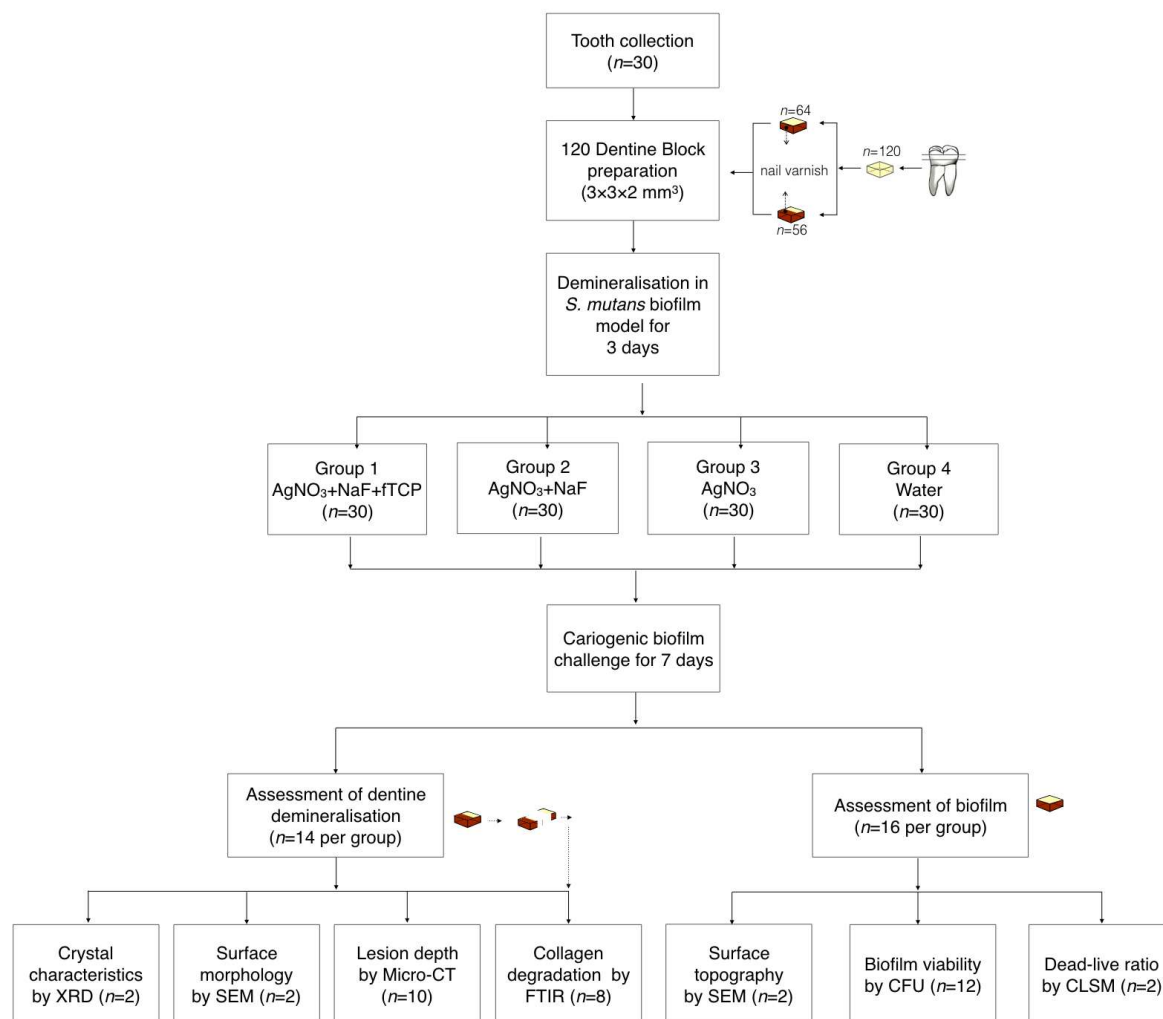 Tooth collection
(n=30)
120 Dentine Block
preparation
(3×3×2 mm³)
n=64
nail varnish
n=56
n=120
Demineralisation in
S. mutans biofilm
model for
3 days
Group 1
AgNO₃+NaF+fTCP
(n=30)
Group 2
AgNO₃+NaF
(n=30)
Group 3
AgNO₃
(n=30)
Group 4
Water
(n=30)
Cariogenic biofilm
challenge for 7 days
Assessment of dentine
demineralisation
(n=14 per group)
Assessment of biofilm
(n=16 per group)
Crystal
characteristics
by XRD (n=2)
Surface
morphology
by SEM (n=2)
Lesion depth
by Micro-CT
(n=10)
Collagen
degradation by
FTIR (n=8)
Surface
topography
by SEM (n=2)
Biofilm viability
by CFU (n=12)
Dead-live ratio
by CLSM (n=2)